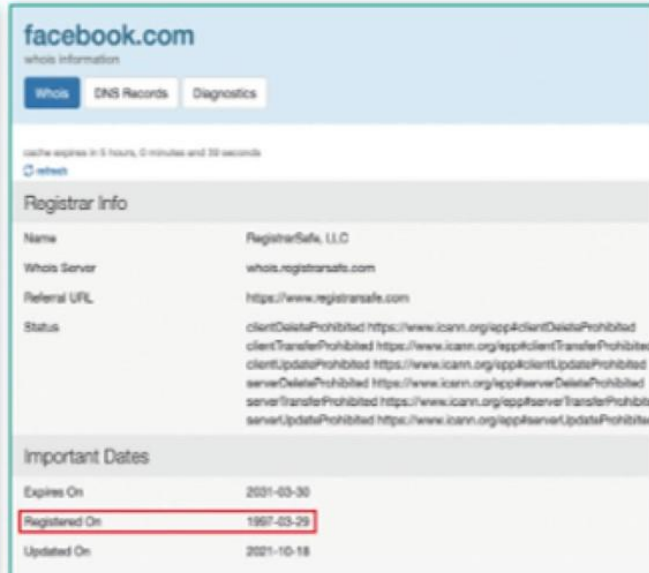 facebook.com
whois information
Whois DNS Records Diagnostics
cache expires in 5 hours, 0 minutes and 39 seconds
refresh
Registrar Info
Name RegistrarSafe, LLC
Whois Server whois.registrarsafe.com
Referral URL https://www.registrarsafe.com
Status clientDeleteProhibited https://www.icann.org/epp#clientDeleteProhibited
clientTransferProhibited https://www.icann.org/epp#clientTransferProhibited
clientUpdateProhibited https://www.icann.org/epp#clientUpdateProhibited
serverDeleteProhibited https://www.icann.org/epp#serverDeleteProhibited
serverTransferProhibited https://www.icann.org/epp#serverTransferProhibite
serverUpdateProhibited https://www.icann.org/epp#serverUpdateProhibited
Important Dates
Expires On 2031-03-30
Registered On 1997-03-29
Updated On 2021-10-18